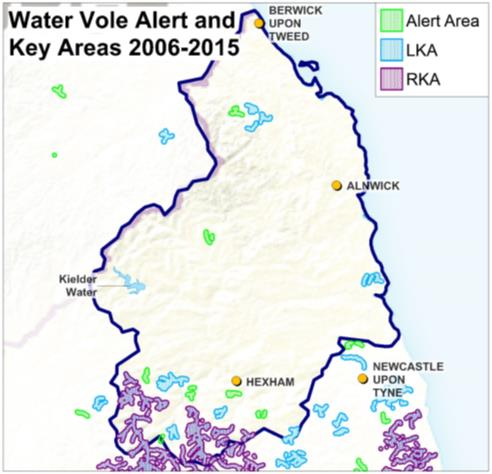 Water Vole Alert and
Key Areas 2006-2015
BERWICK
UPON
TWEED
Alert Area
LKA
RKA
ALNWICK
Kielder
Water
HEXHAM
NEWCASTLE
UPON
TYNE